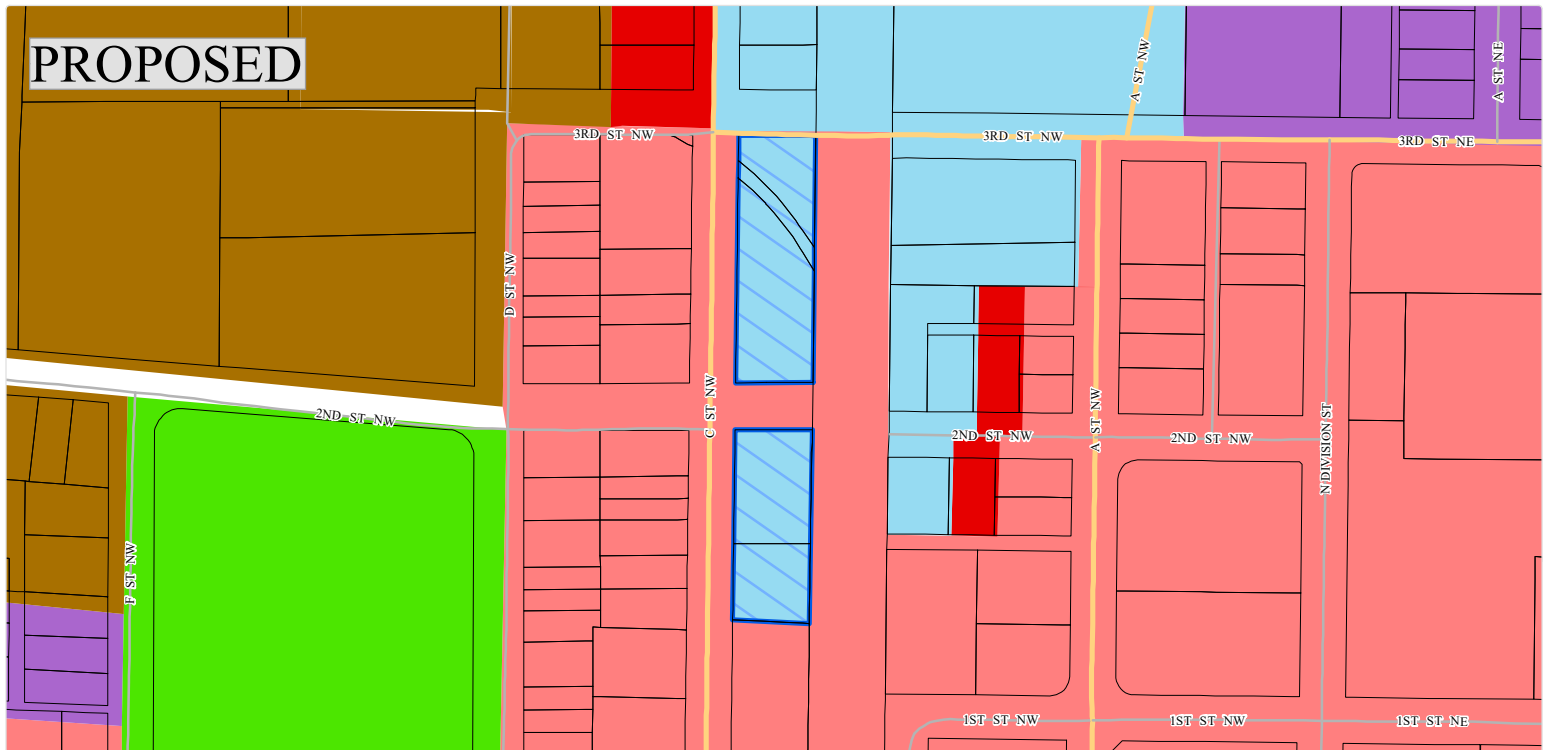 PROPOSED
A ST NW
A ST NE
3RD ST NW
3RD ST NW
3RD ST NE
D ST NW
C ST NW
2ND ST NW
A ST NW
2ND ST NW
2ND ST NW
N DIVISION ST
F ST NW
1ST ST NW
1ST ST NW
1ST ST NE